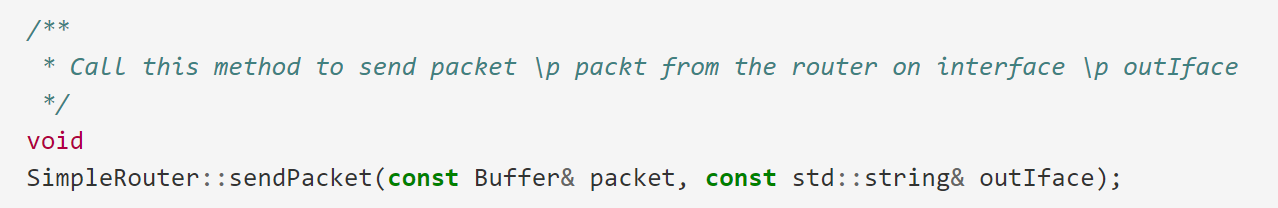 /**
 * Call this method to send packet \p packt from the router on interface \p outIface
 */
void
SimpleRouter::sendPacket(const Buffer& packet, const std::string& outIface);